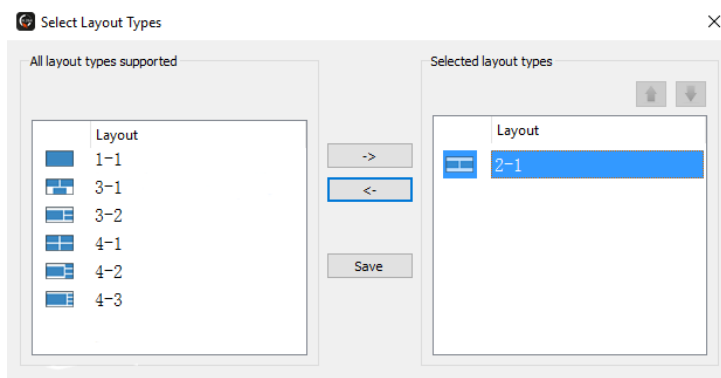 Select Layout Types
All layout types supported
Layout
1-1
3-1
3-2
4-1
4-2
4-3
->
<-
Save
Selected layout types
Layout
2-1